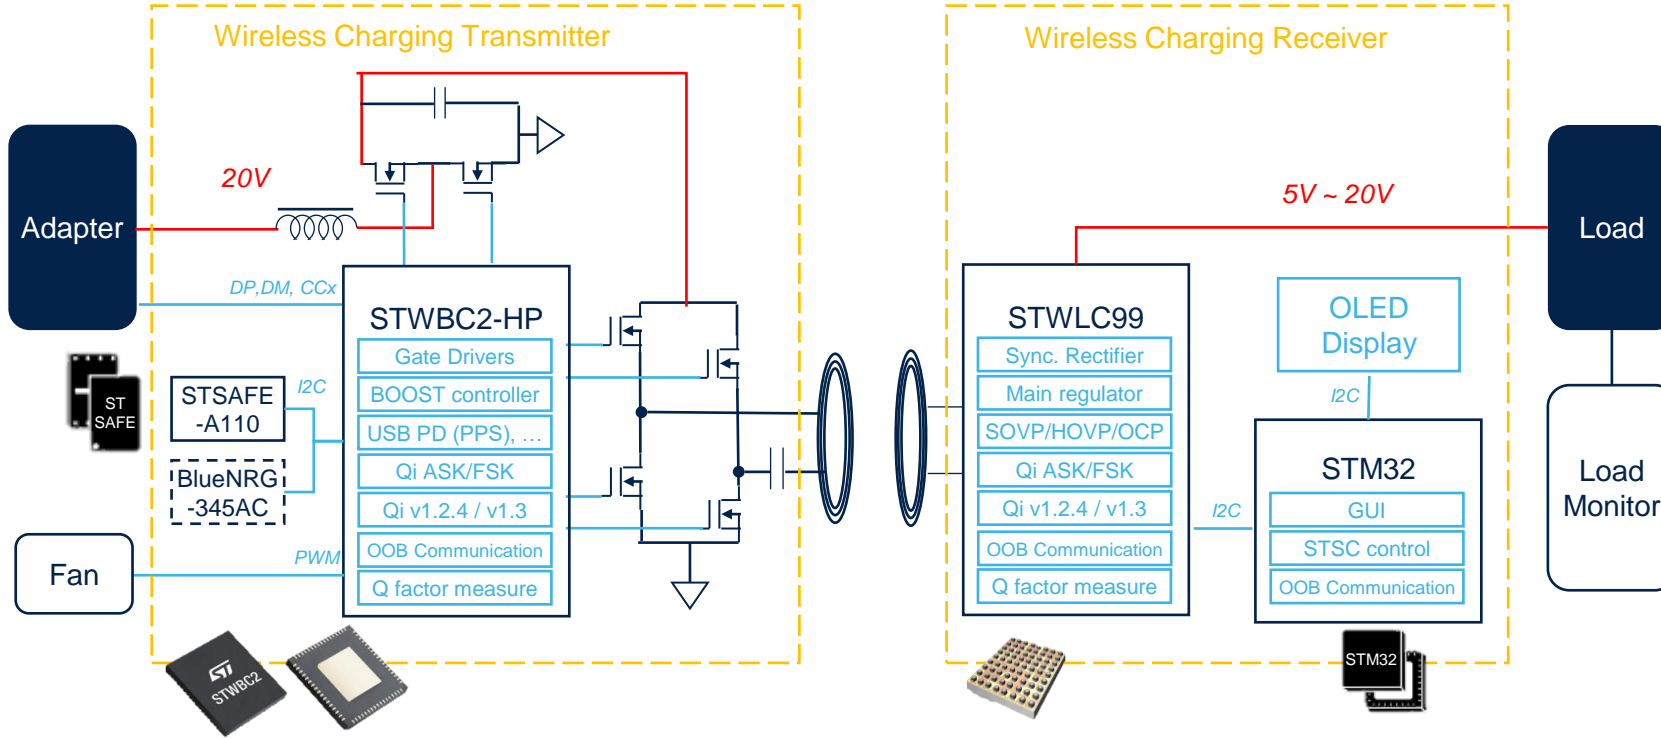 Wireless Charging Transmitter
Wireless Charging Receiver
20V
5V ~ 20V
Adapter
Load
DP,DM, CCx
STWBC2-HP
Gate Drivers
BOOST controller
USB PD (PPS), …
Qi ASK/FSK
Qi v1.2.4 / v1.3
OOB Communication
Q factor measure
ST
SAFE
STSAFE
-A110
I2C
BlueNRG
-345AC
Fan
PWM
STWLC99
Sync. Rectifier
Main regulator
SOVP/HOVP/OCP
Qi ASK/FSK
Qi v1.2.4 / v1.3
OOB Communication
Q factor measure
OLED
Display
I2C
I2C
STM32
GUI
STSC control
OOB Communication
Load
Monitor
ST
STWBC2
STM32